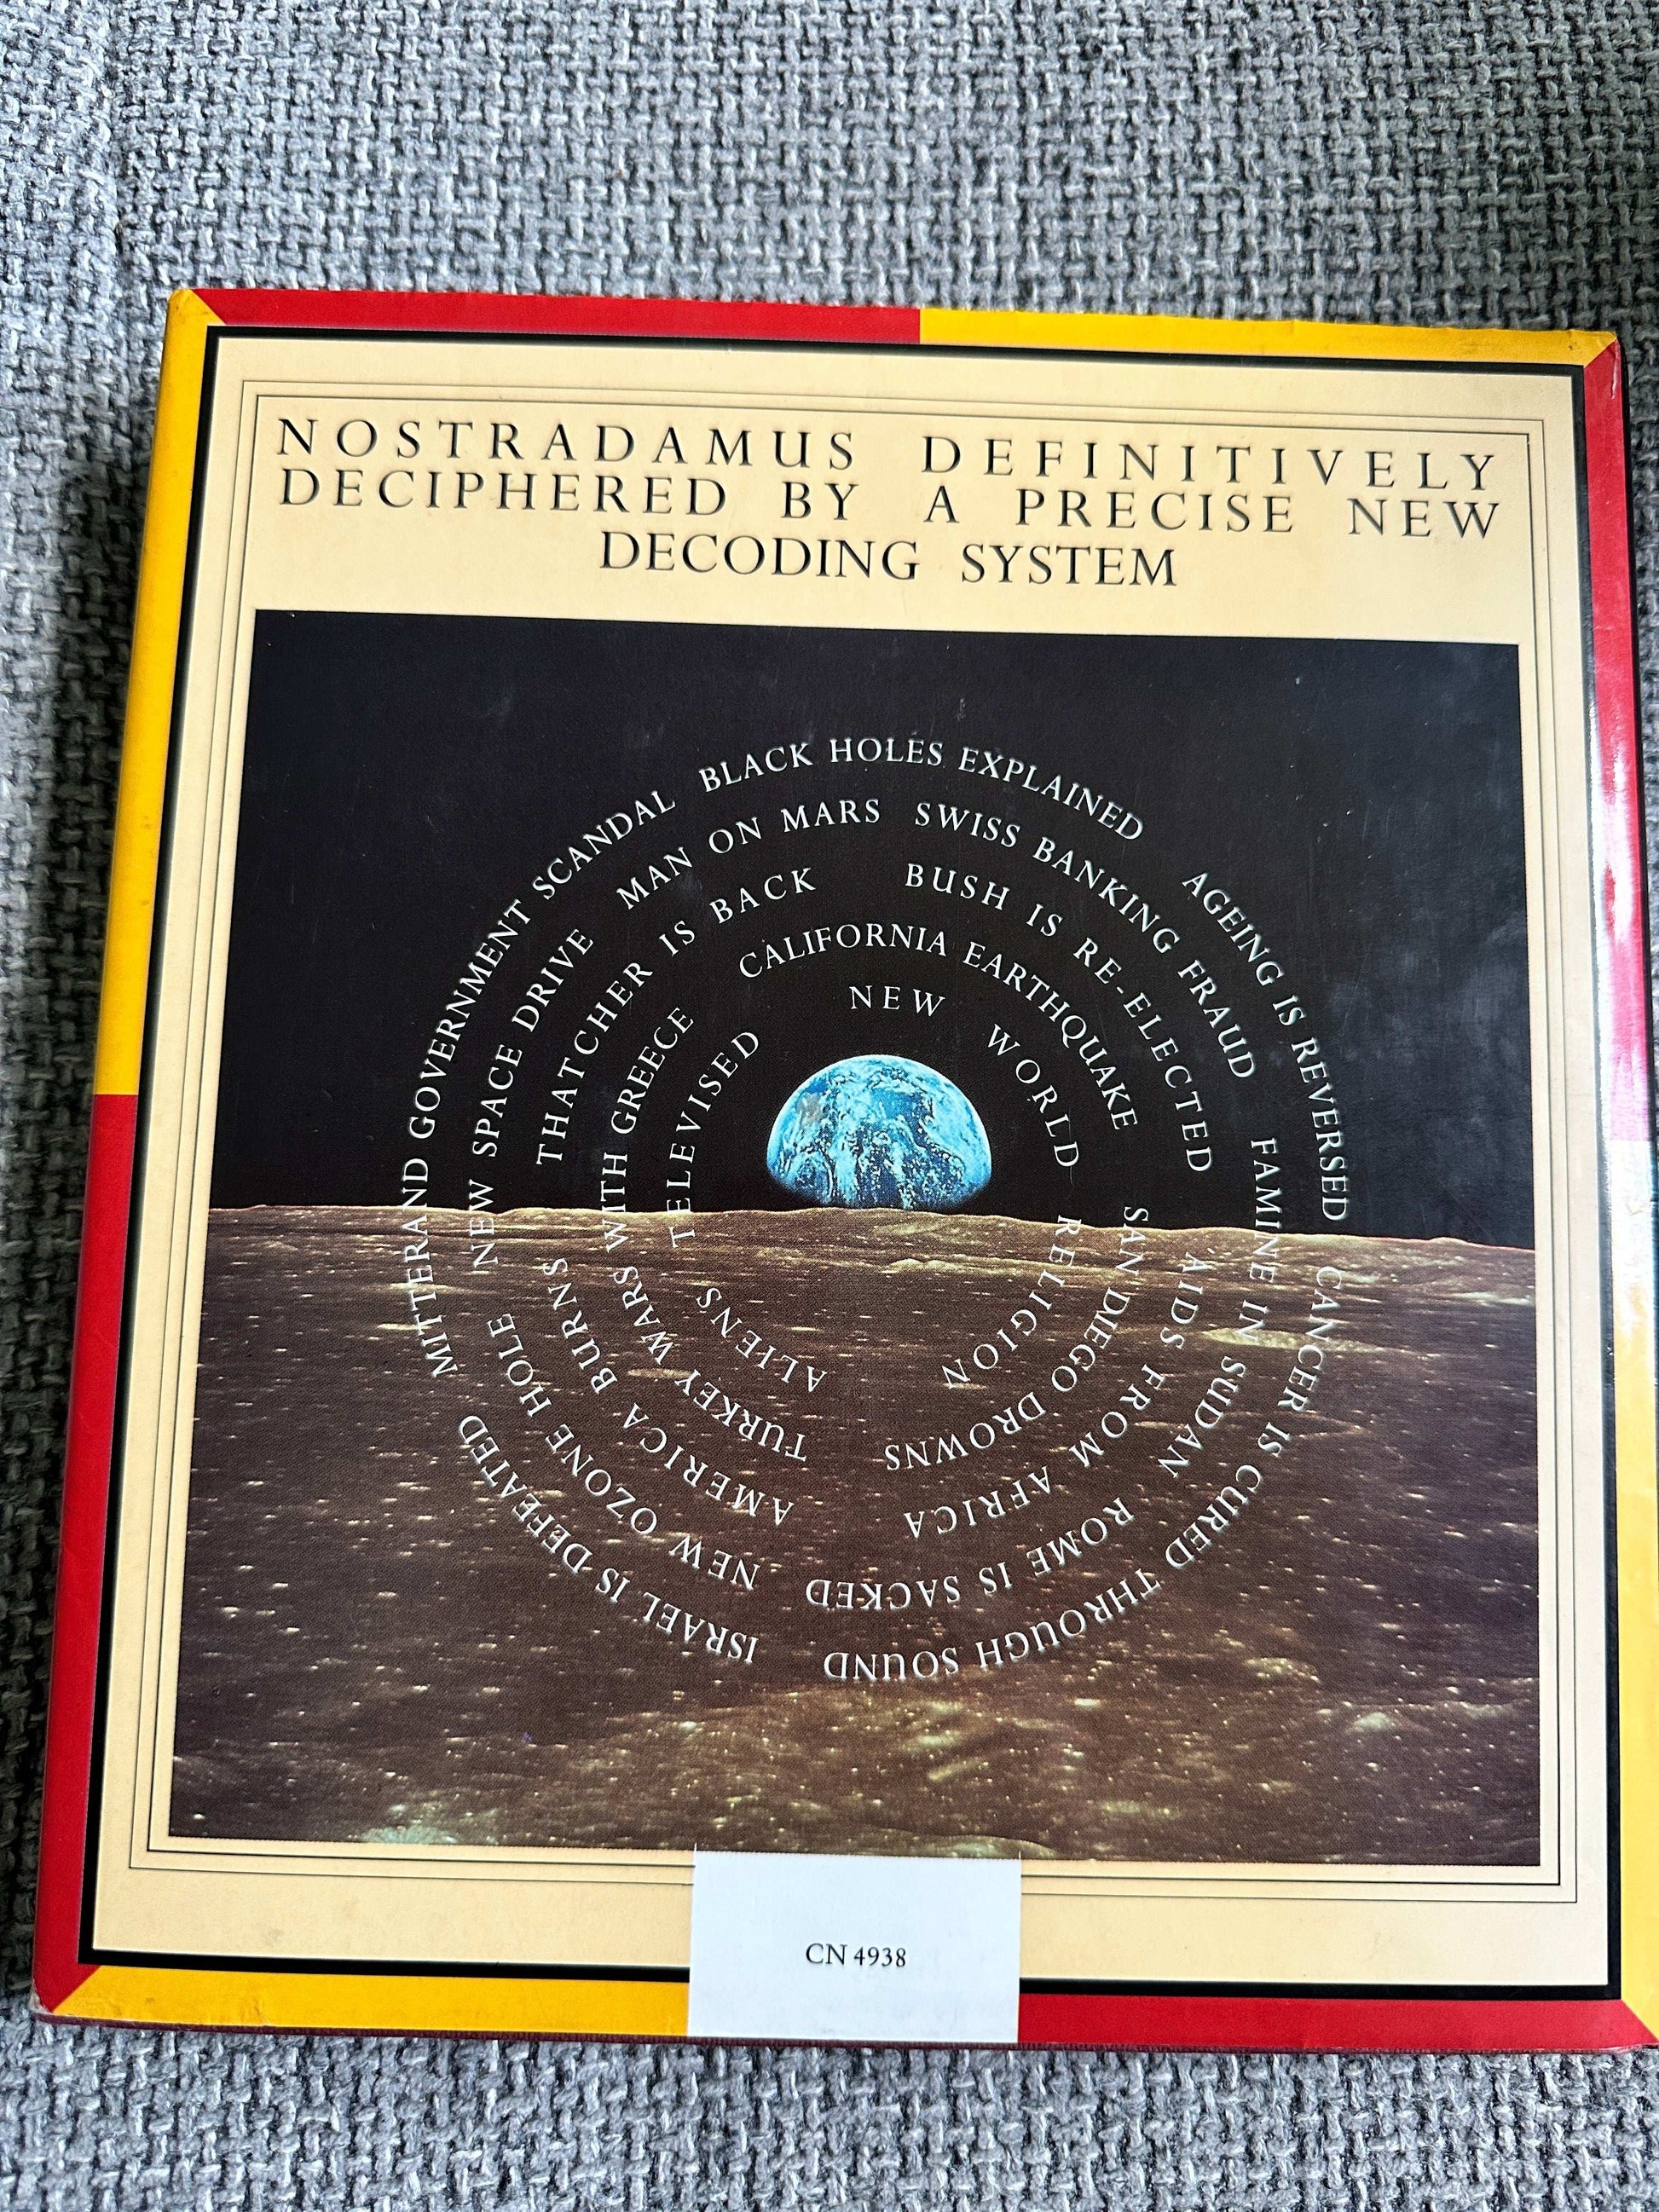 NOSTRADAMUS DEFINITIVELY
DECIPHERED BY A PRECISE NEW
DECODING SYSTEM
MITTERAND GOVERNMENT SCANDAL BLACK HOLES EXPLAINED AGEING IS REVERSED CANCER IS CURED THROUGH SOUND ISRAEL IS DEFEATED
NEW SPACE DRIVE MAN ON MARS SWISS BANKING FRAUD FAMINE IN SUDAN ROME IS SACKED NEW OZONE HOLE
THATCHER IS BACK BUSH IS RE-ELECTED AIDS FROM AFRICA AMERICA BURNS
CALIFORNIA EARTHQUAKE SAN DIEGO DROWNS TURKEY WARS WITH GREECE
NEW WORLD RELIGION ALIENS TELEVISED
CN 4938